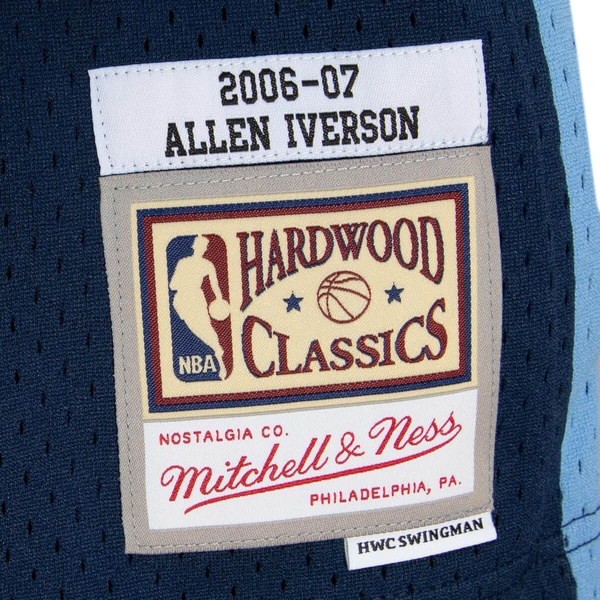 2006-07
ALLEN IVERSON
HARDWOOD
CLASSICS
NBA
NOSTALGIA CO.
Mitchell & Ness
PHILADELPHIA, PA.
HWC SWINGMAN